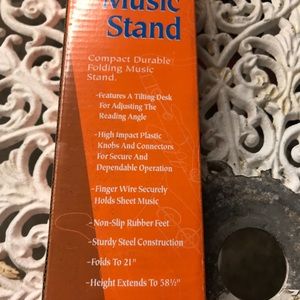 Music
Stand
Compact Durable
Folding Music
Stand.
-Features A Tilting Desk
For Adjusting The
Reading Angle
-High Impact Plastic
Knobs And Connectors
For Secure And
Dependable Operation
-Finger Wire Securely
Holds Sheet Music
-Non-Slip Rubber Feet
-Sturdy Steel Construction
-Folds To 21"
-Height Extends To 58½"